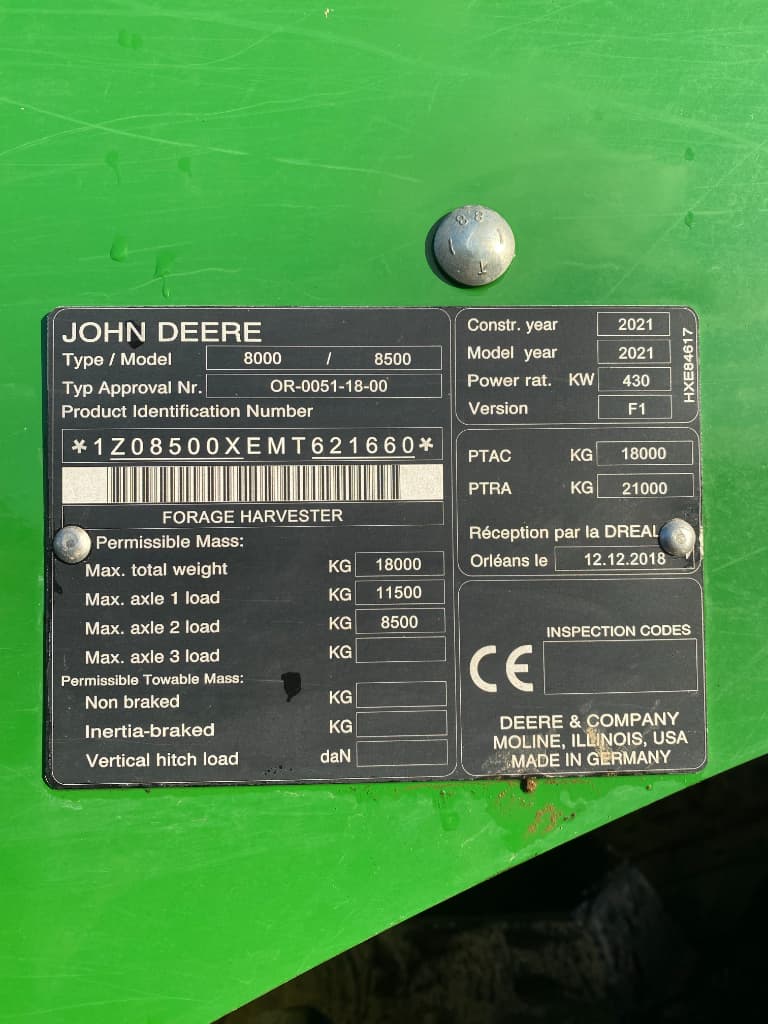 JOHN DEERE
Type / Model 8000 / 8500
Typ Approval Nr. OR-0051-18-00
Product Identification Number
*1Z08500XEMT621660*
FORAGE HARVESTER
Permissible Mass:
Max. total weight KG 18000
Max. axle 1 load KG 11500
Max. axle 2 load KG 8500
Max. axle 3 load KG
Permissible Towable Mass:
Non braked KG
Inertia-braked KG
Vertical hitch load daN
Constr. year 2021
Model year 2021
Power rat. KW 430
Version F1
HXE84617
PTAC KG 18000
PTRA KG 21000
Réception par la DREAL
Orléans le 12.12.2018
CE
INSPECTION CODES
DEERE & COMPANY
MOLINE, ILLINOIS, USA
MADE IN GERMANY